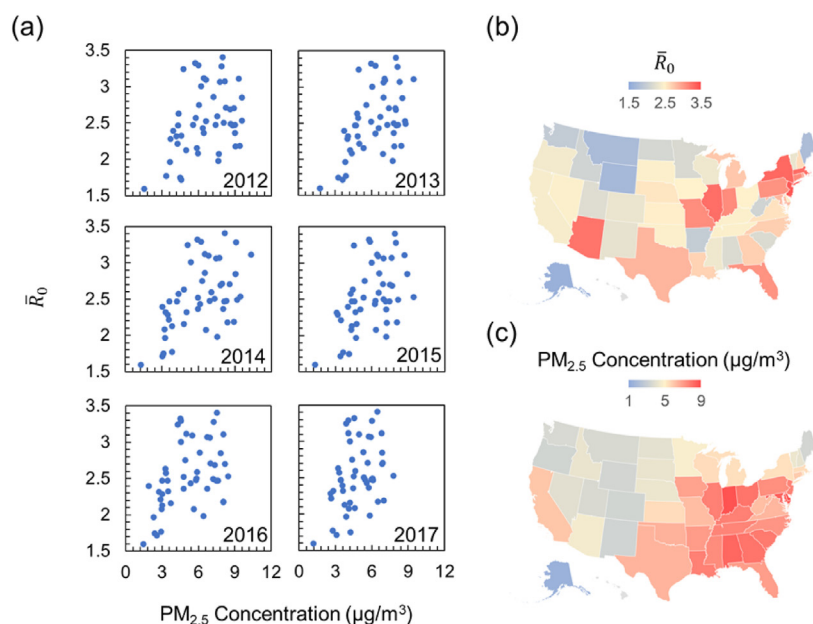 (a)
3.5
3
2.5
2
1.5
2012
2013
3.5
3
2.5
2
1.5
2014
2015
3.5
3
2.5
2
1.5
2016
2017
0 3 6 9 12
0 3 6 9 12
R̄₀
PM₂.₅ Concentration (µg/m³)
(b)
R̄₀
1.5 2.5 3.5
(c)
PM₂.₅ Concentration (µg/m³)
1 5 9